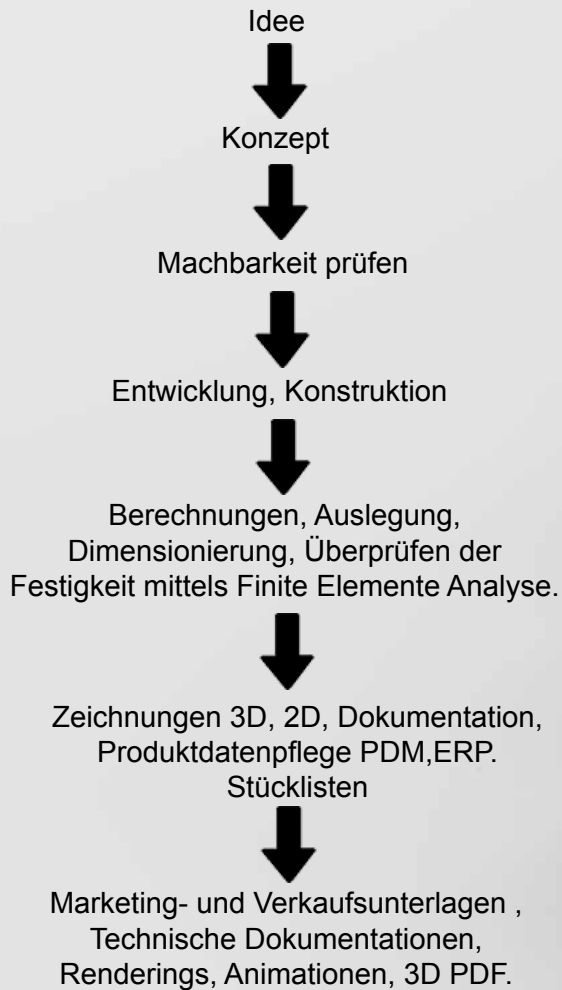 Idee
Konzept
Machbarkeit prüfen
Entwicklung, Konstruktion
Berechnungen, Auslegung,
Dimensionierung, Überprüfen der
Festigkeit mittels Finite Elemente Analyse.
Zeichnungen 3D, 2D, Dokumentation,
Produktdatenpflege PDM,ERP.
Stücklisten
Marketing- und Verkaufsunterlagen ,
Technische Dokumentationen,
Renderings, Animationen, 3D PDF.